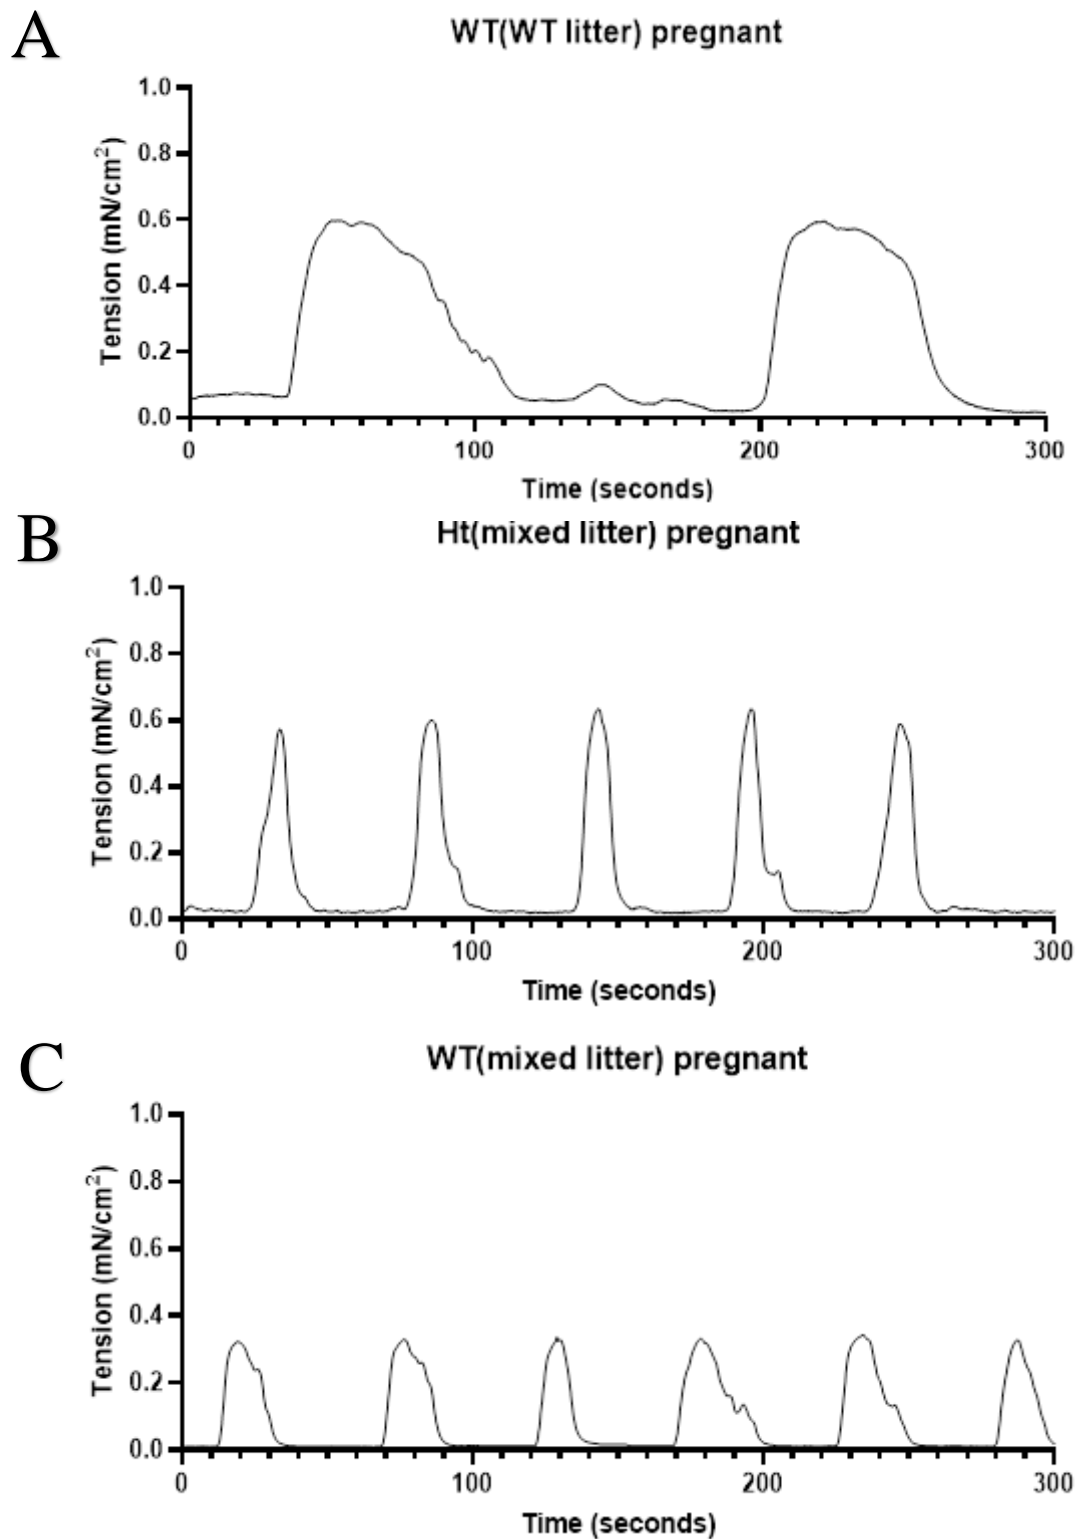 A
WT(WT litter) pregnant
1.0
0.8
0.6
0.4
0.2
0.0
Tension (mN/cm²)
0 100 200 300
Time (seconds)
B
Ht(mixed litter) pregnant
1.0
0.8
0.6
0.4
0.2
0.0
Tension (mN/cm²)
0 100 200 300
Time (seconds)
C
WT(mixed litter) pregnant
1.0
0.8
0.6
0.4
0.2
0.0
Tension (mN/cm²)
0 100 200 300
Time (seconds)